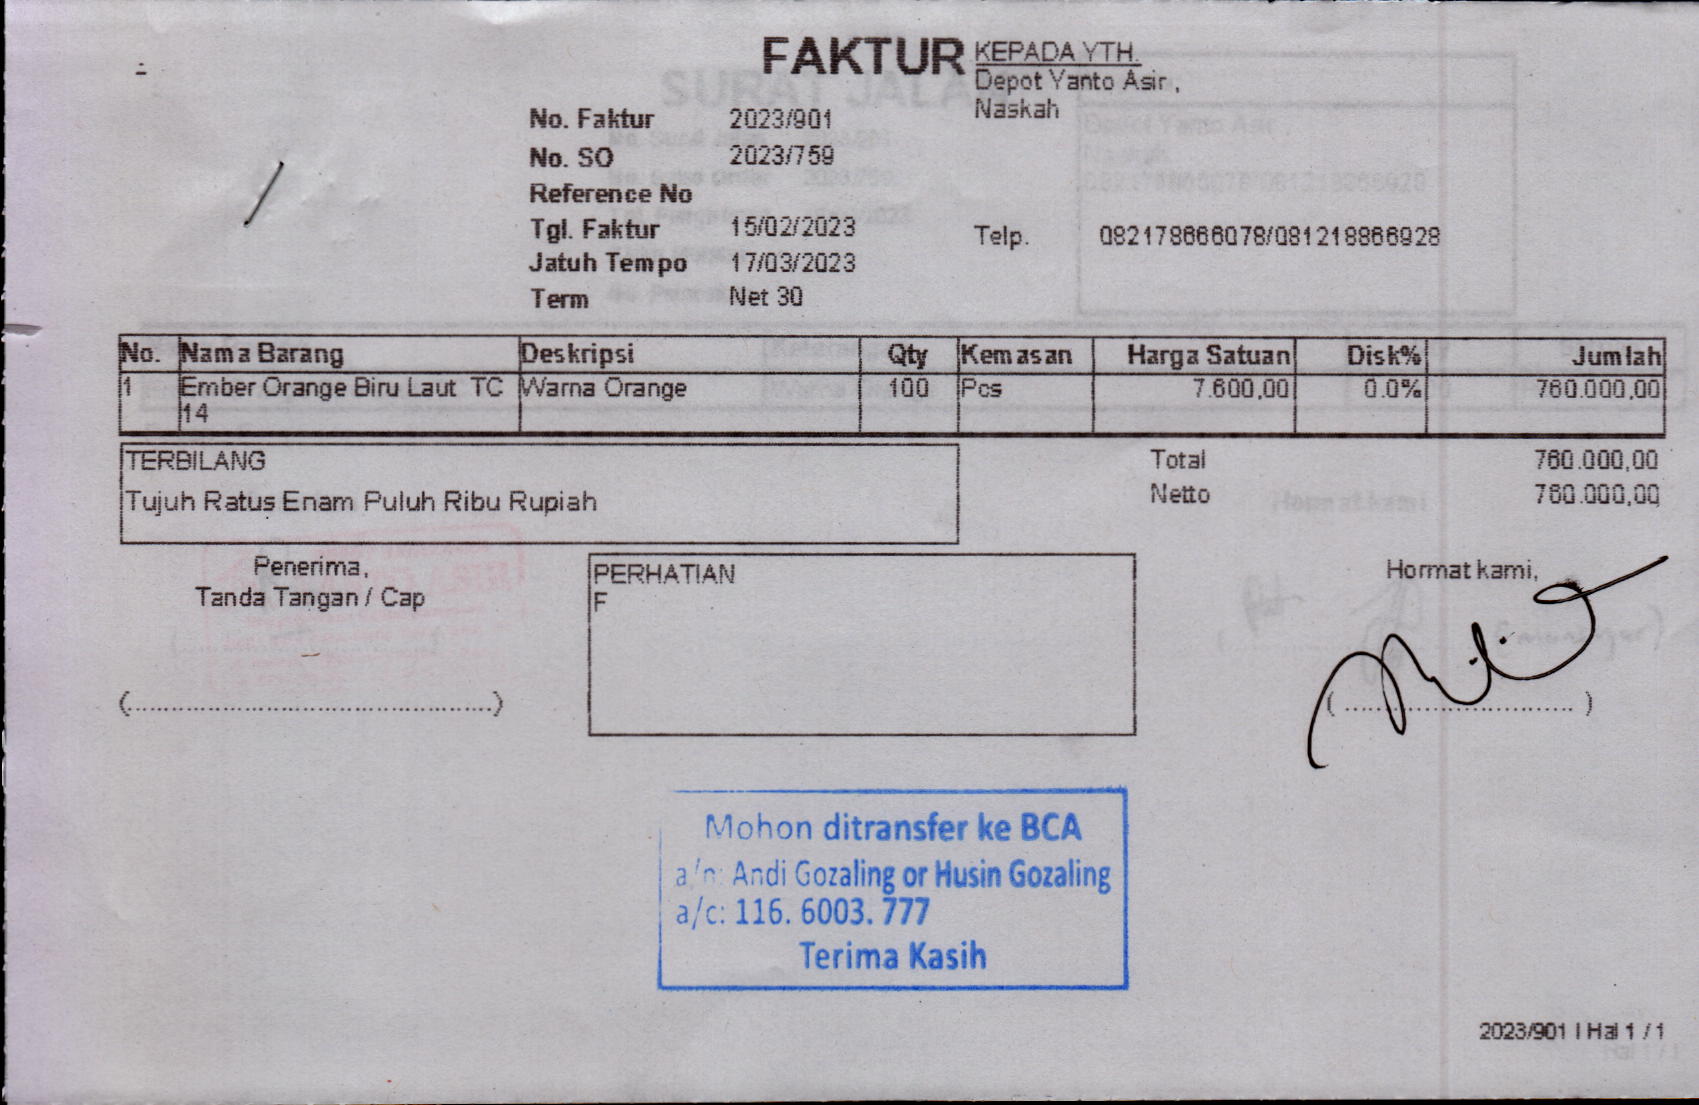 FAKTUR
KEPADA YTH.
Depot Yanto Asir ,
Naskah
No. Faktur 2023/901
No. SO 2023/759
Reference No
Tgl. Faktur 15/02/2023
Telp. 082178666078/081218866928
Jatuh Tempo 17/03/2023
Term Net 30
No. Nama Barang Deskripsi Qty Kemasan Harga Satuan Disk% Jumlah
1 Ember Orange Biru Laut TC Warna Orange 100 Pcs 7.600,00 0.0% 760.000,00
14
TERBILANG
Tujuh Ratus Enam Puluh Ribu Rupiah
Total 760.000,00
Netto 760.000,00
Penerima,
Tanda Tangan / Cap
(..........................................)
PERHATIAN
F
Hormat kami,
( ............................ )
Mohon ditransfer ke BCA
a/n: Andi Gozaling or Husin Gozaling
a/c: 116. 6003. 777
Terima Kasih
2023/901 | Hal 1 / 1